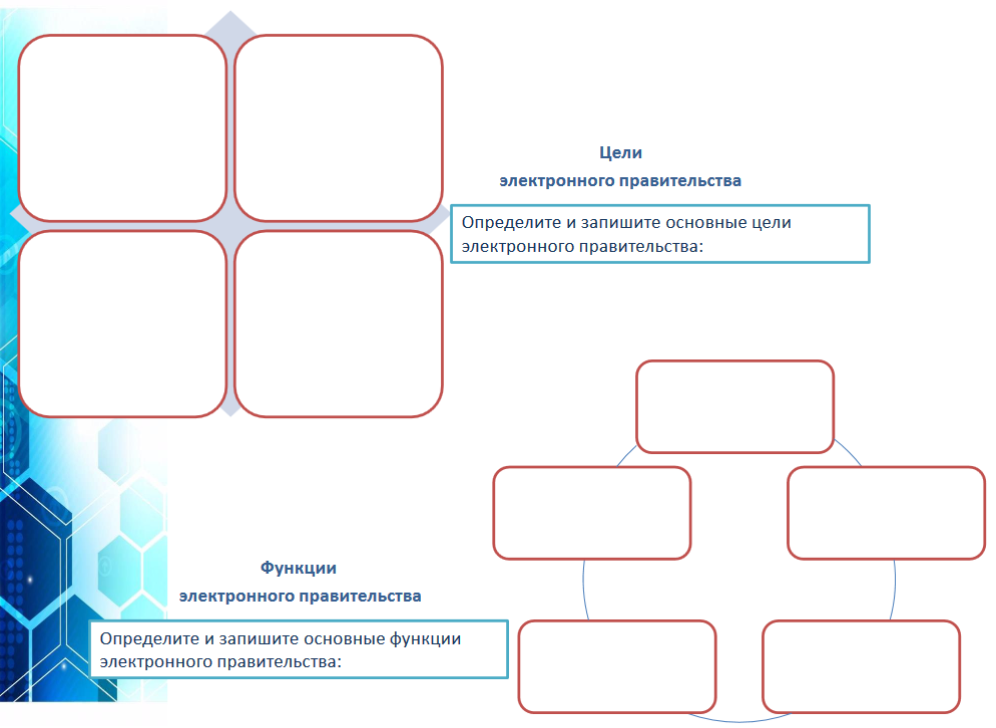 Цели
электронного правительства
Определите и запишите основные цели
электронного правительства:
Функции
электронного правительства
Определите и запишите основные функции
электронного правительства: